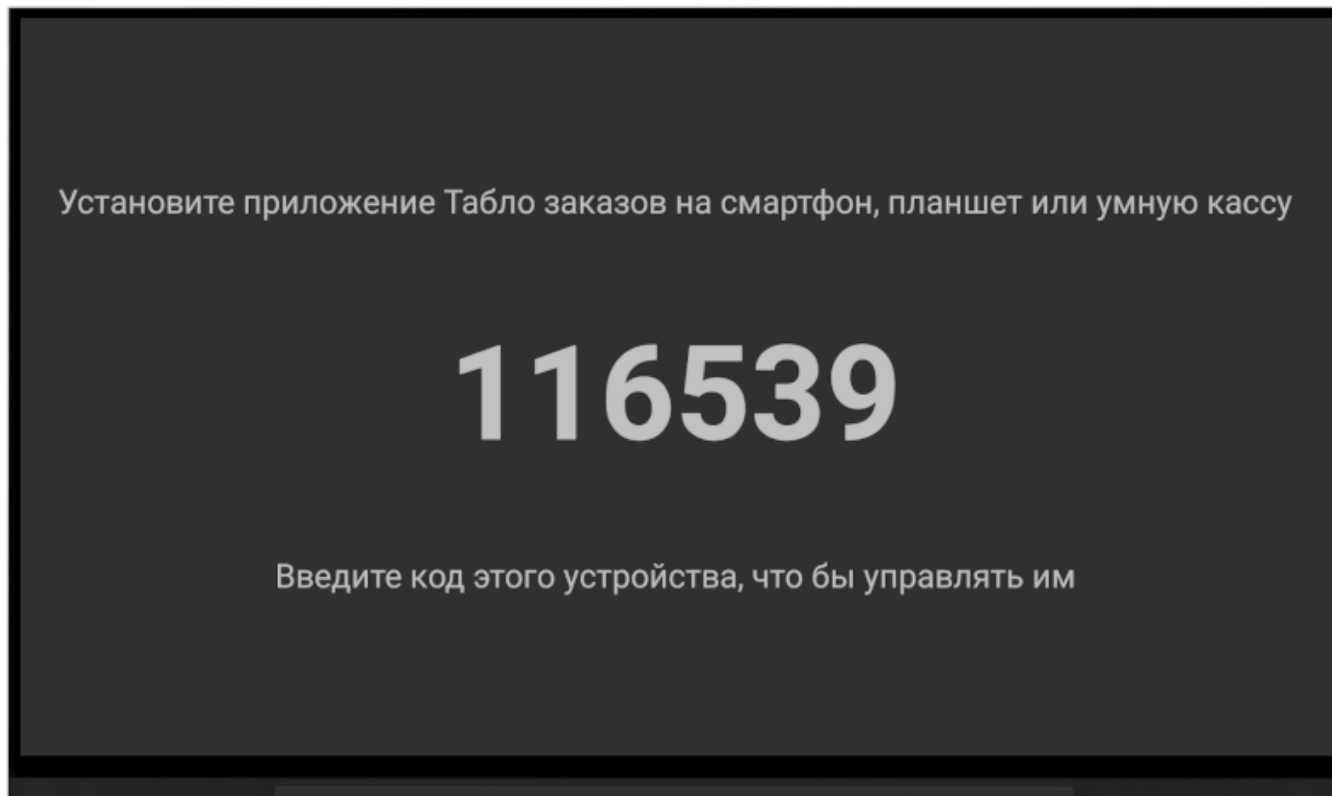 Установите приложение Табло заказов на смартфон, планшет или умную кассу
116539
Введите код этого устройства, что бы управлять им